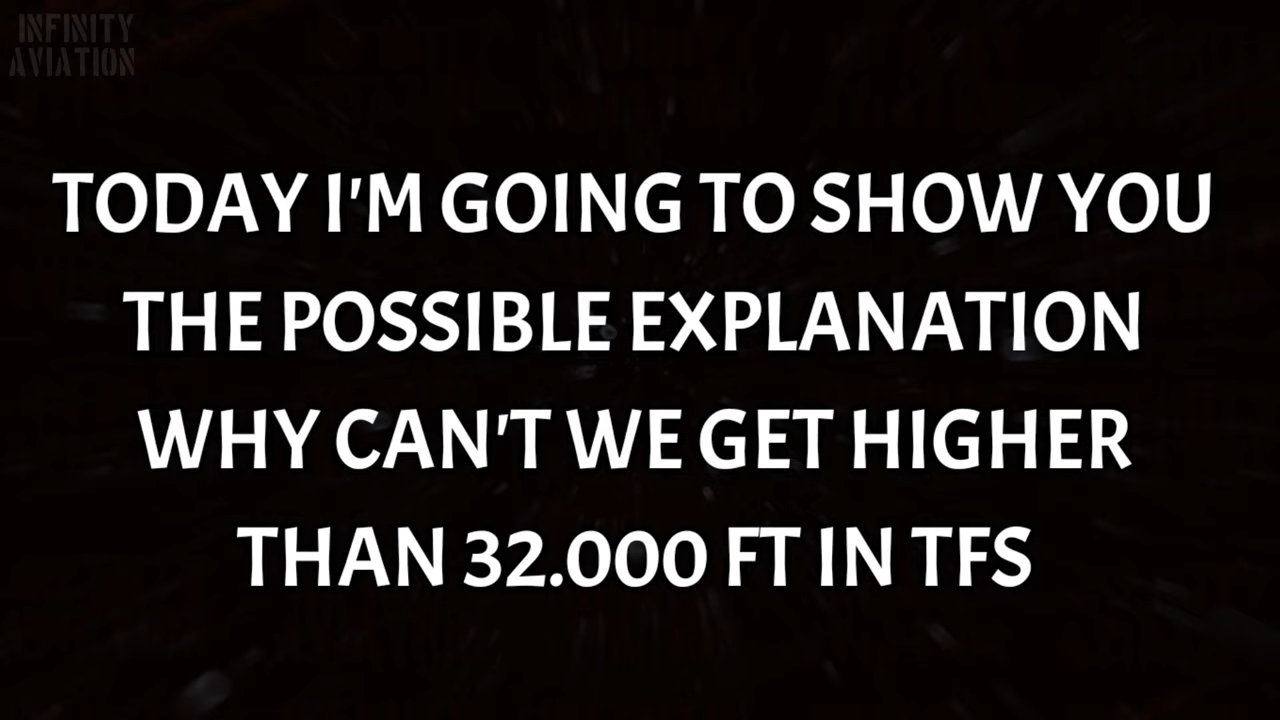 INFINITY
AVIATION
TODAY I'M GOING TO SHOW YOU
THE POSSIBLE EXPLANATION
WHY CAN'T WE GET HIGHER
THAN 32.000 FT IN TFS